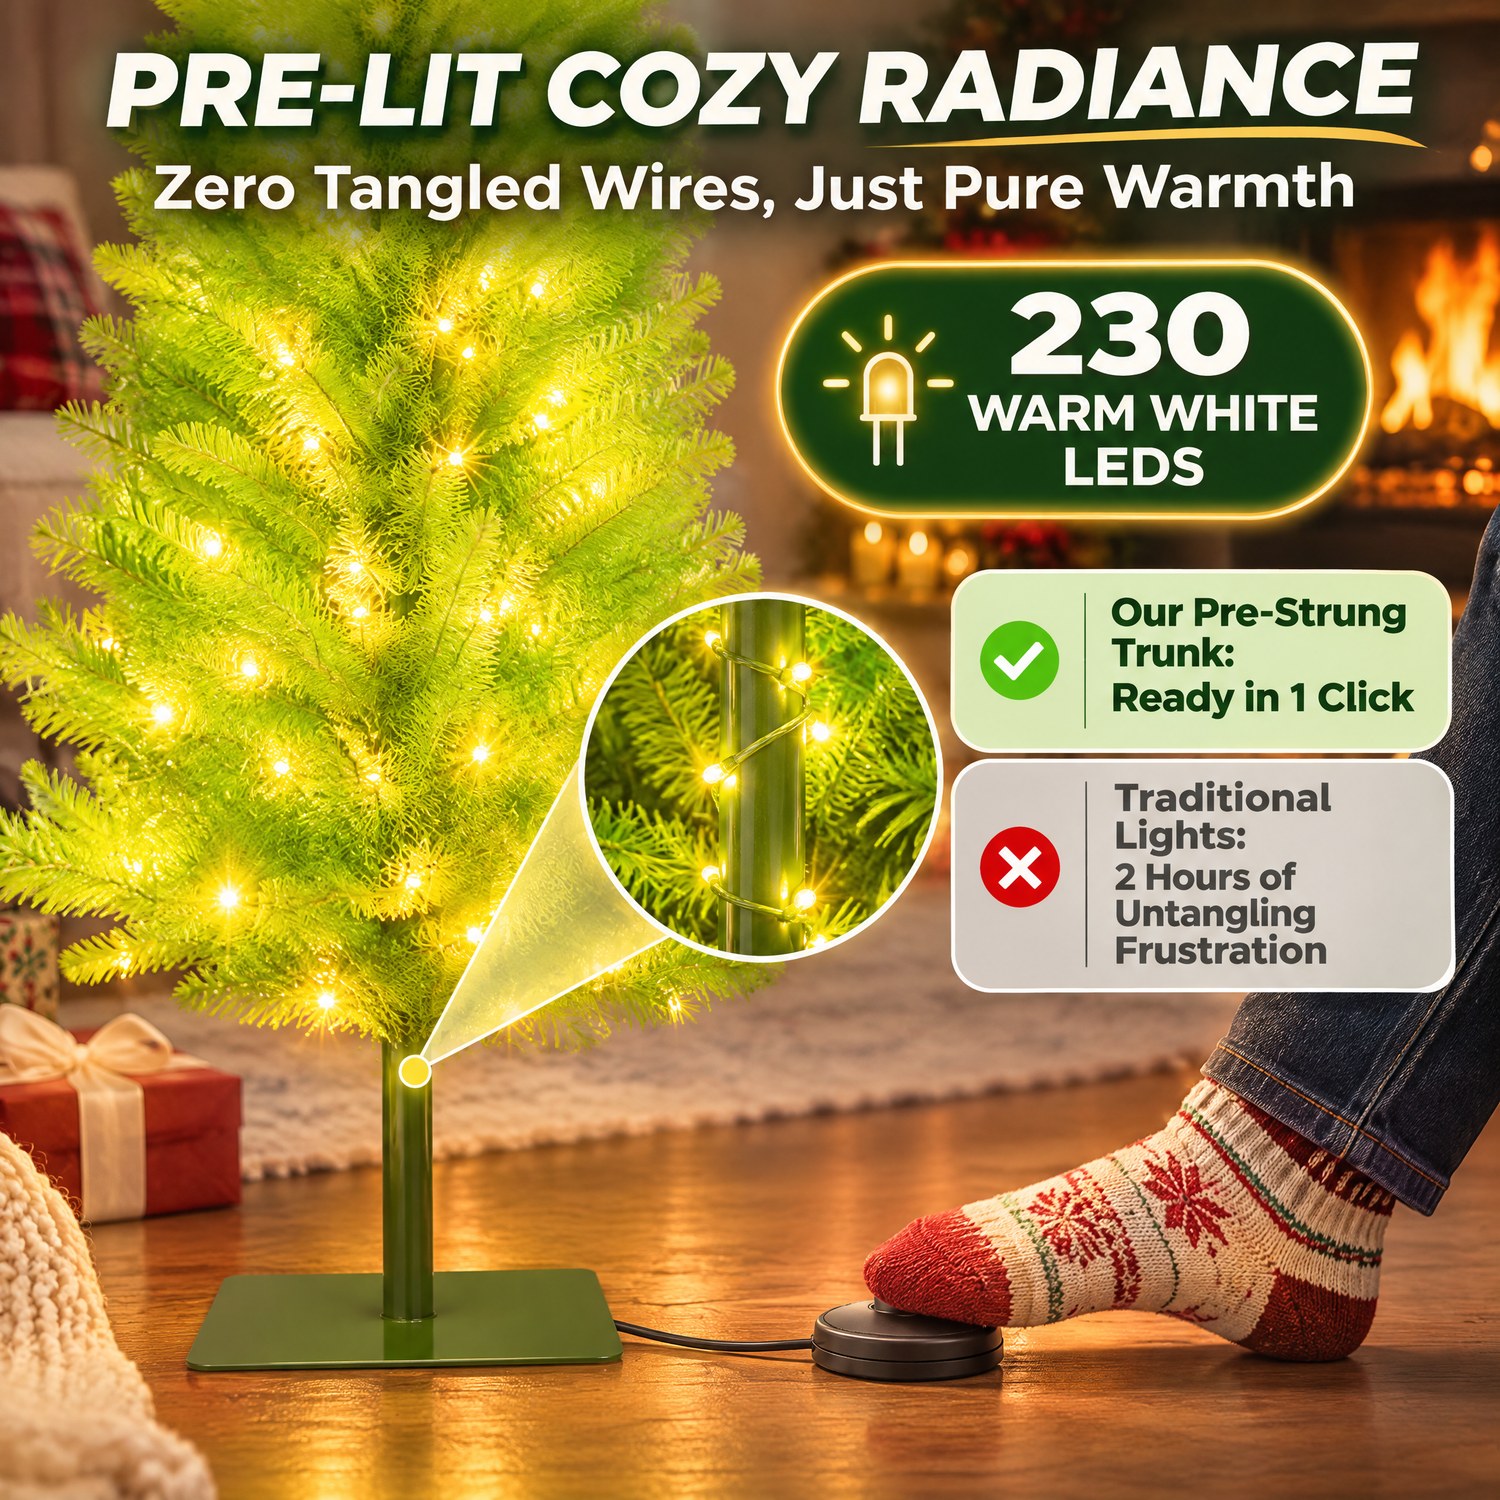 PRE-LIT COZY RADIANCE
Zero Tangled Wires, Just Pure Warmth
230
WARM WHITE
LEDS
Our Pre-Strung
Trunk:
Ready in 1 Click
Traditional
Lights:
2 Hours of
Untangling
Frustration